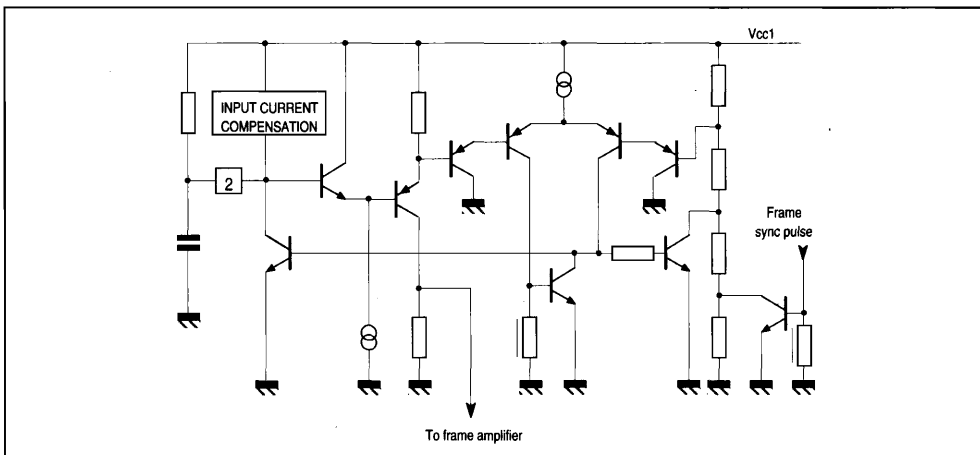 Vcc1
INPUT CURRENT
COMPENSATION
2
Frame
sync pulse
To frame amplifier